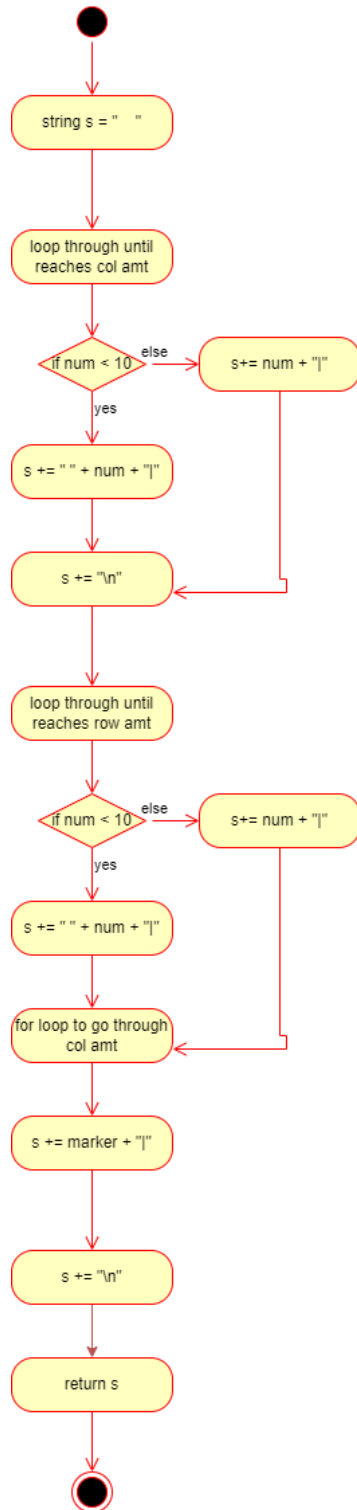 string s = "    "
loop through until
reaches col amt
if num < 10
else
s+= num + "|"
yes
s += " " + num + "|"
s += "\n"
loop through until
reaches row amt
if num < 10
else
s+= num + "|"
yes
s += " " + num + "|"
for loop to go through
col amt
s += marker + "|"
s += "\n"
return s